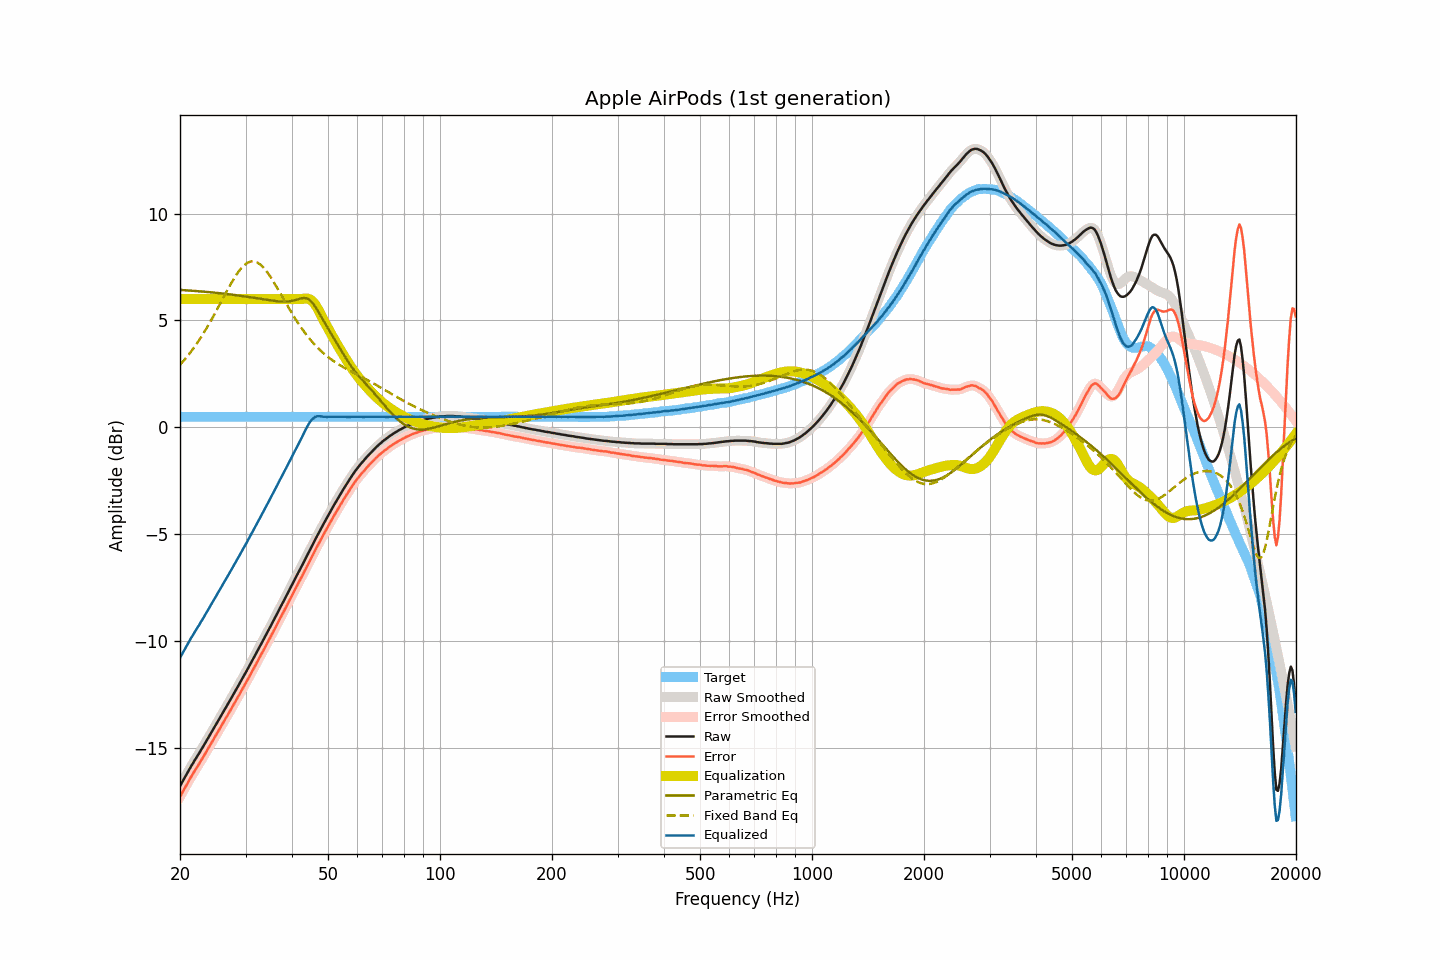 Apple AirPods (1st generation)
Amplitude (dBr)
10
5
0
−5
−10
−15
Target
Raw Smoothed
Error Smoothed
Raw
Error
Equalization
Parametric Eq
Fixed Band Eq
Equalized
20 50 100 200 500 1000 2000 5000 10000 20000
Frequency (Hz)